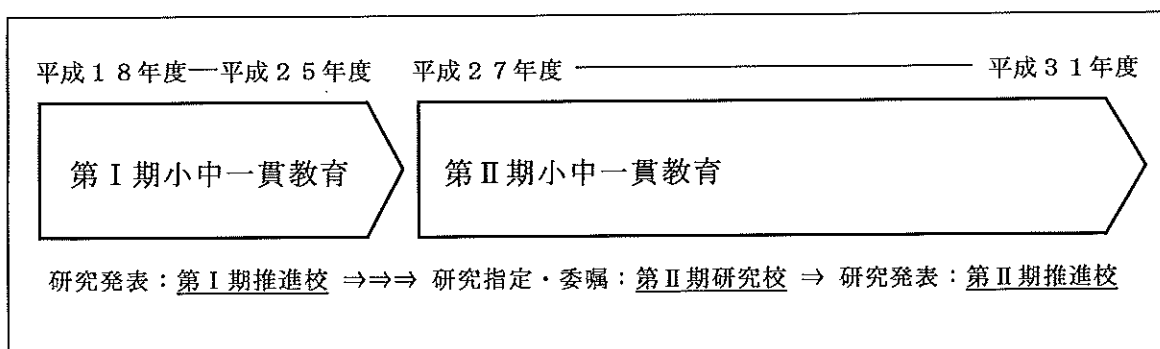 平成18年度―平成25年度 平成27年度 ― 平成31年度
第Ⅰ期小中一貫教育 第Ⅱ期小中一貫教育
研究発表：第Ⅰ期推進校 ⇒⇒⇒ 研究指定・委嘱：第Ⅱ期研究校 ⇒ 研究発表：第Ⅱ期推進校